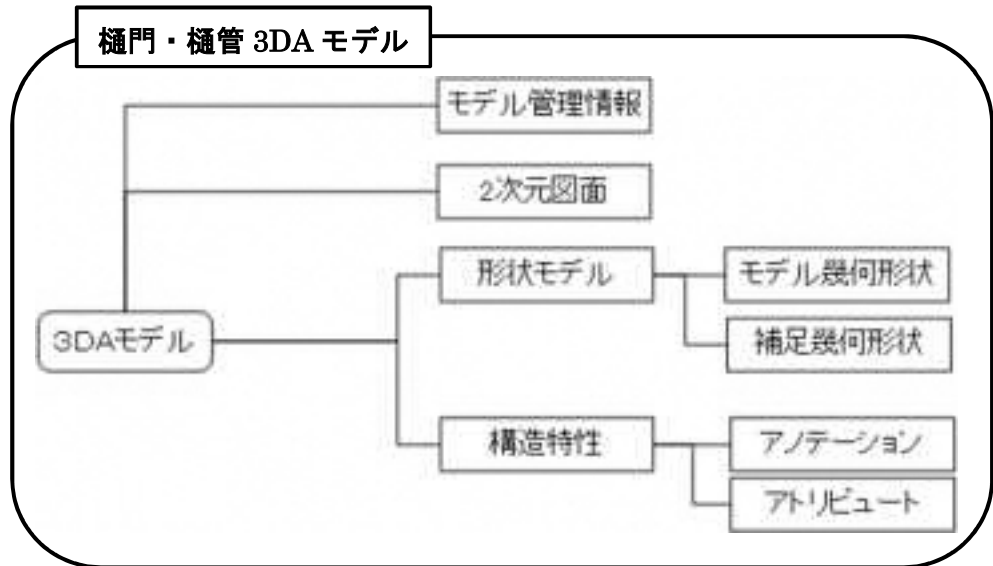 樋門・樋管 3DA モデル
モデル管理情報
2次元図面
形状モデル
モデル幾何形状
補足幾何形状
3DAモデル
構造特性
アノテーション
アトリビュート